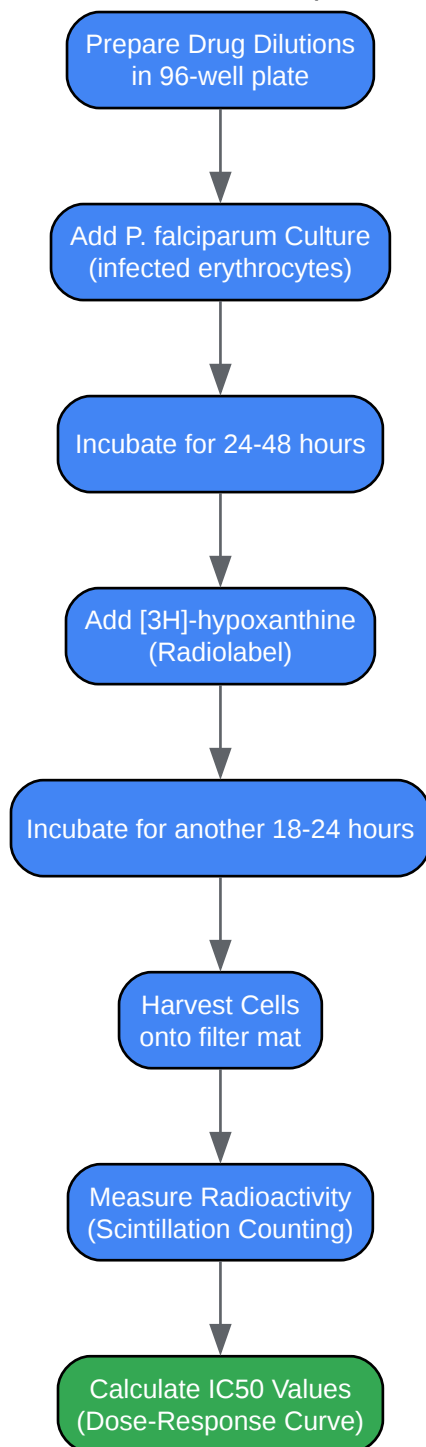 Prepare Drug Dilutions
in 96-well plate
Add P. falciparum Culture
(infected erythrocytes)
Incubate for 24-48 hours
Add [3H]-hypoxanthine
(Radiolabel)
Incubate for another 18-24 hours
Harvest Cells
onto filter mat
Measure Radioactivity
(Scintillation Counting)
Calculate IC50 Values
(Dose-Response Curve)